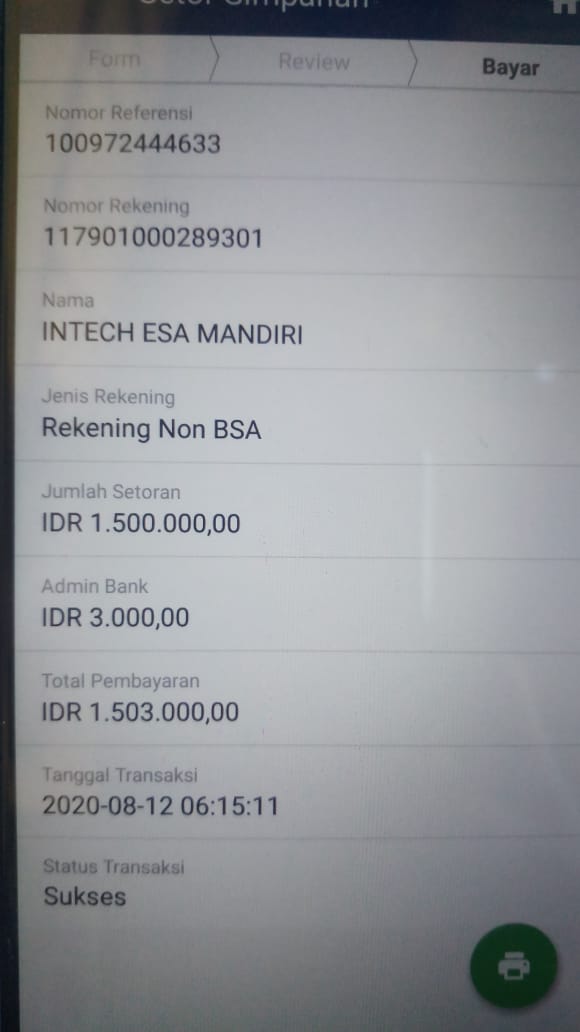 Setor Simpanan
Form
Review
Bayar
Nomor Referensi
100972444633
Nomor Rekening
117901000289301
Nama
INTECH ESA MANDIRI
Jenis Rekening
Rekening Non BSA
Jumlah Setoran
IDR 1.500.000,00
Admin Bank
IDR 3.000,00
Total Pembayaran
IDR 1.503.000,00
Tanggal Transaksi
2020-08-12 06:15:11
Status Transaksi
Sukses